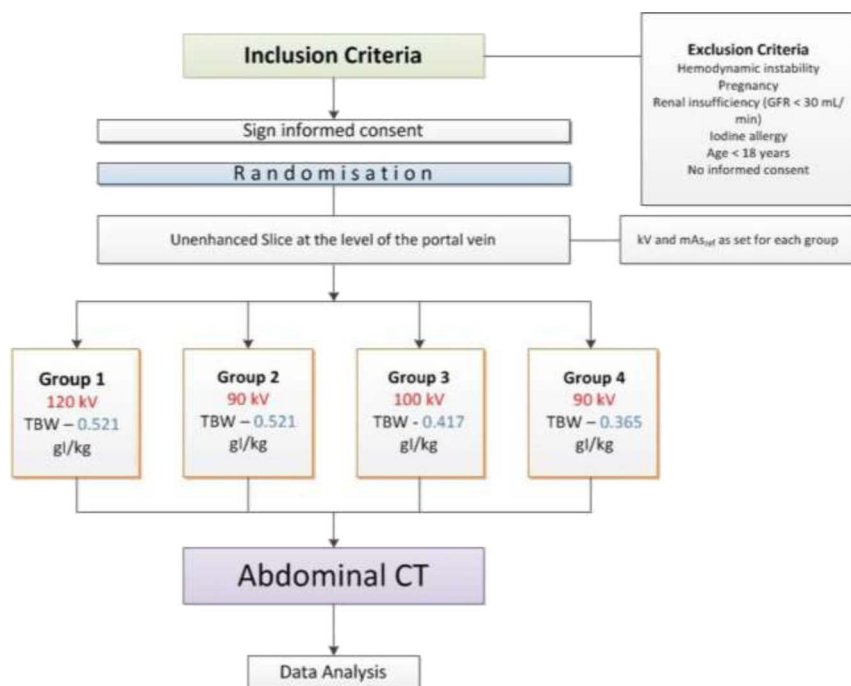 Inclusion Criteria
Exclusion Criteria
Hemodynamic instability
Pregnancy
Renal insufficiency (GFR < 30 mL/
min)
Iodine allergy
Age < 18 years
No informed consent
Sign informed consent
R a n d o m i s a t i o n
Unenhanced Slice at the level of the portal vein
kV and mAsref as set for each group
Group 1
120 kV
TBW – 0.521
gI/kg
Group 2
90 kV
TBW – 0.521
gI/kg
Group 3
100 kV
TBW - 0.417
gI/kg
Group 4
90 kV
TBW – 0.365
gI/kg
Abdominal CT
Data Analysis